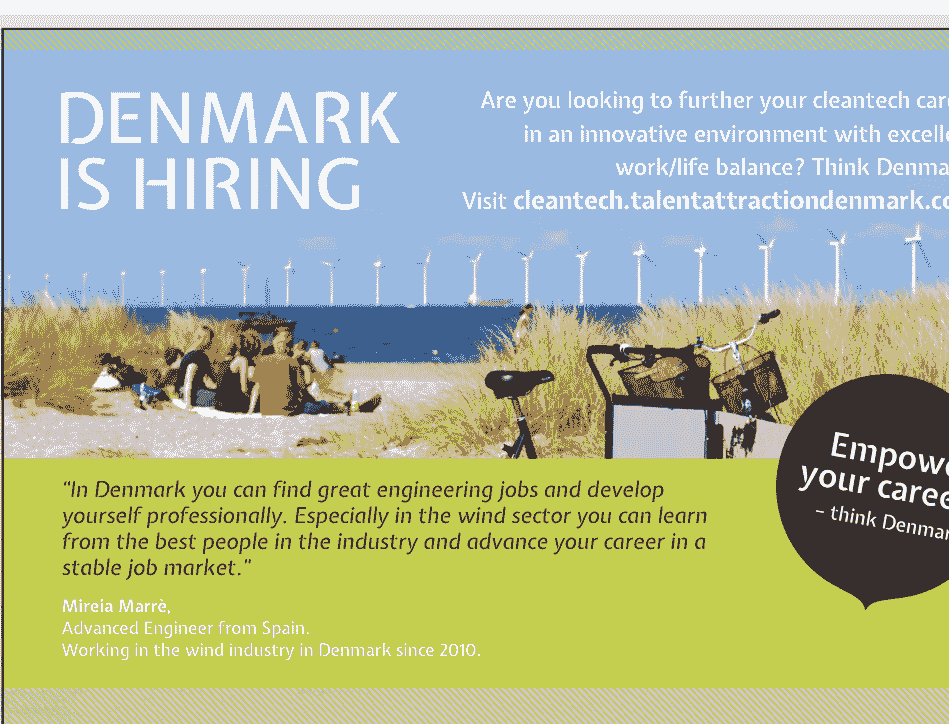 DENMARK
IS HIRING
Are you looking to further your cleantech care
in an innovative environment with excelle
work/life balance? Think Denma
Visit cleantech.talentattractiondenmark.co
Empowe
your caree
– think Denmar
"In Denmark you can find great engineering jobs and develop
yourself professionally. Especially in the wind sector you can learn
from the best people in the industry and advance your career in a
stable job market."
Mireia Marrè,
Advanced Engineer from Spain.
Working in the wind industry in Denmark since 2010.